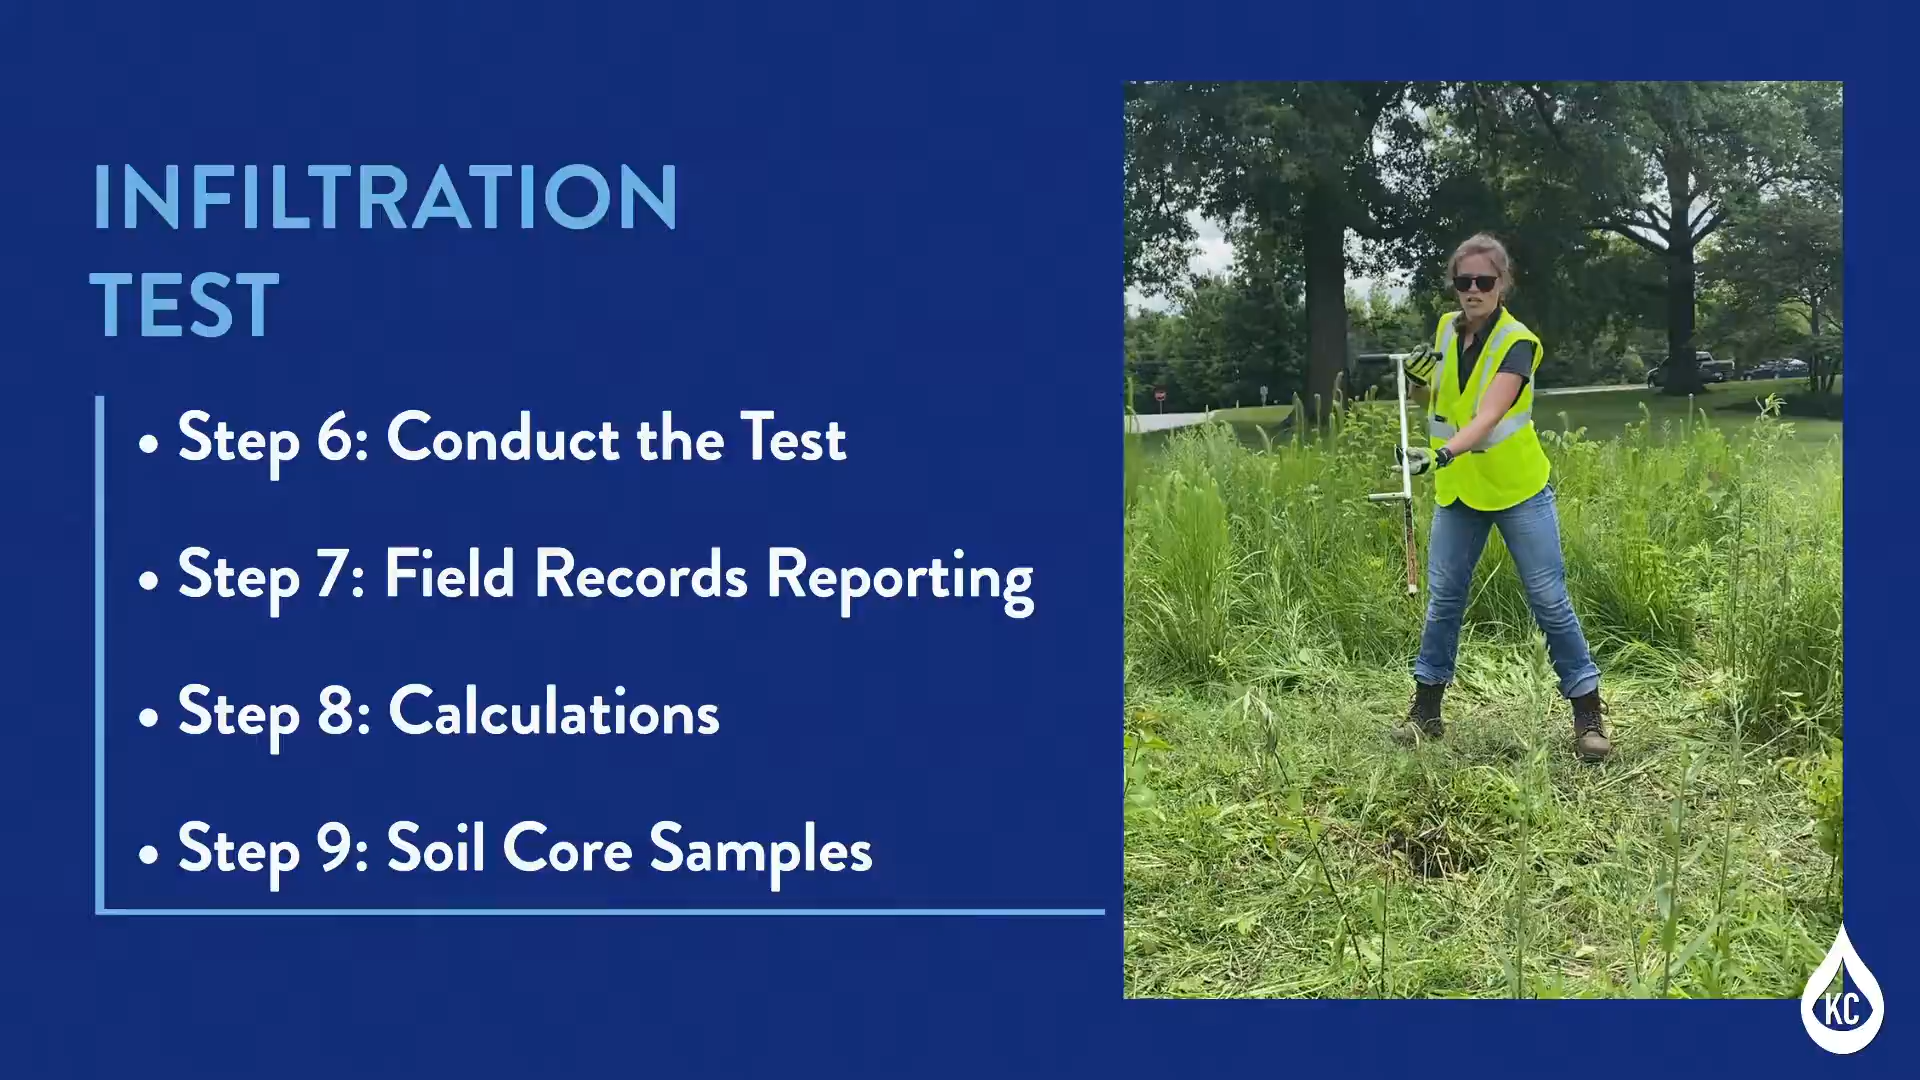 INFILTRATION
TEST
• Step 6: Conduct the Test
• Step 7: Field Records Reporting
• Step 8: Calculations
• Step 9: Soil Core Samples
KC